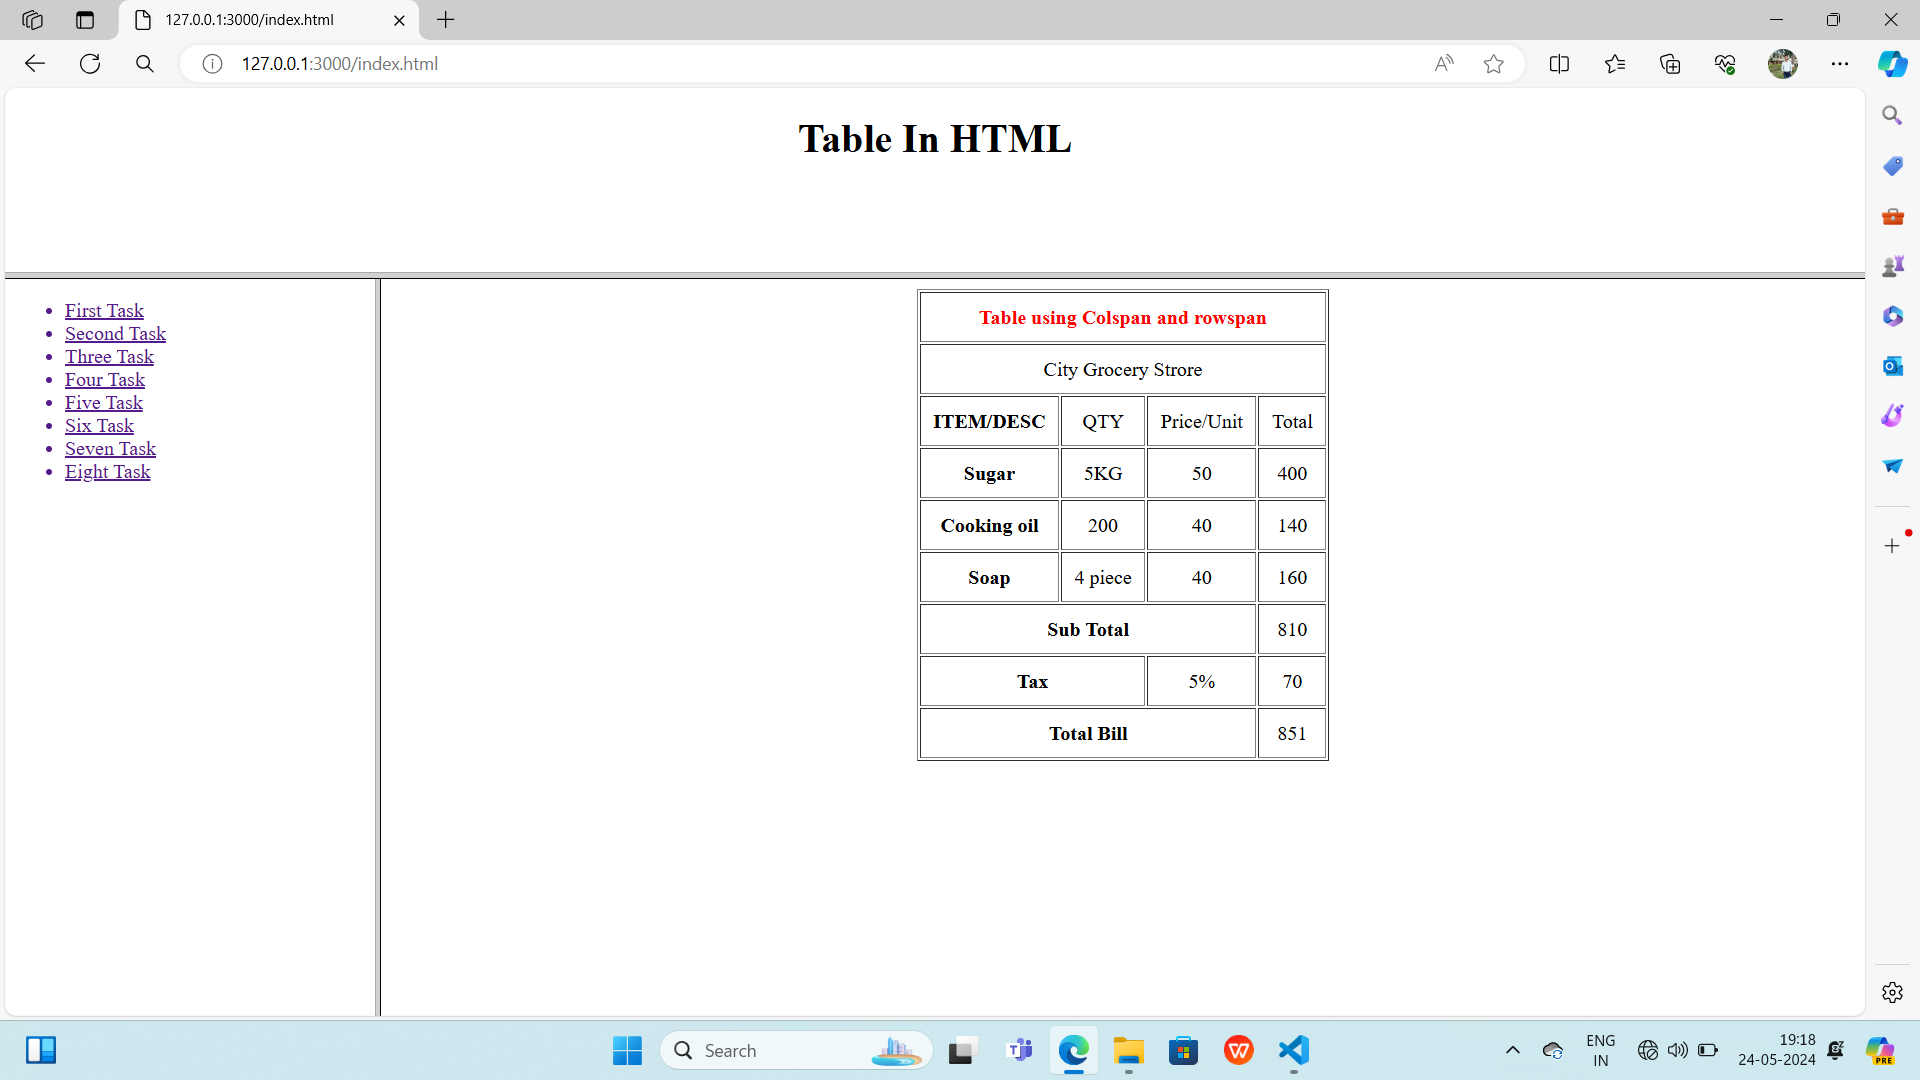 127.0.0.1:3000/index.html
127.0.0.1:3000/index.html
Table In HTML
First Task
Second Task
Three Task
Four Task
Five Task
Six Task
Seven Task
Eight Task
Table using Colspan and rowspan
City Grocery Strore
ITEM/DESC QTY Price/Unit Total
Sugar 5KG 50 400
Cooking oil 200 40 140
Soap 4 piece 40 160
Sub Total 810
Tax 5% 70
Total Bill 851
Search
ENG
IN
19:18
24-05-2024
PRE